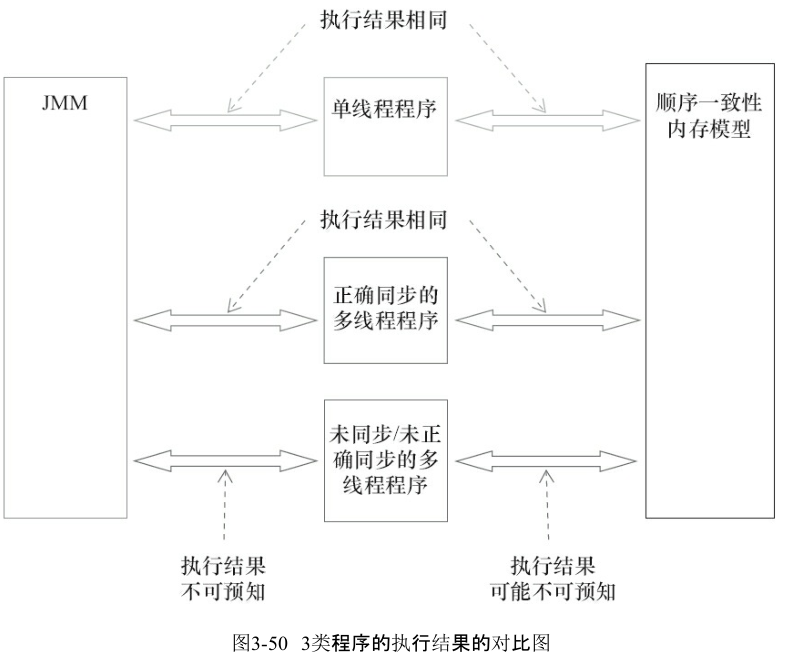 执行结果相同
JMM
单线程程序
顺序一致性
内存模型
执行结果相同
正确同步的
多线程程序
未同步/未正
确同步的多
线程程序
执行结果
不可预知
执行结果
可能不可预知
图3-50 3类程序的执行结果的对比图